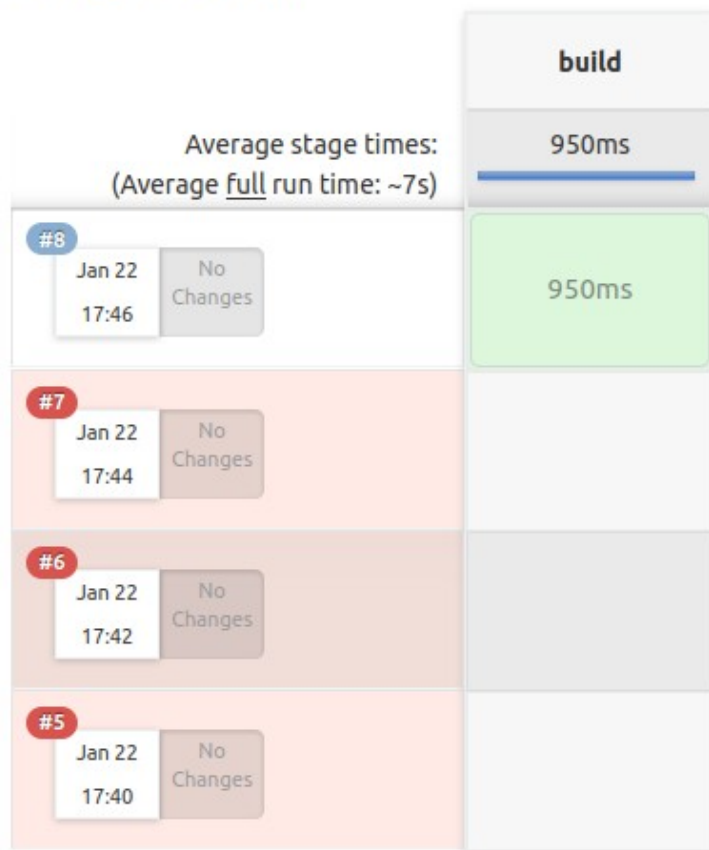 build
Average stage times:
950ms
(Average full run time: ~7s)
#8
Jan 22
17:46
No
Changes
950ms
#7
Jan 22
17:44
No
Changes
#6
Jan 22
17:42
No
Changes
#5
Jan 22
17:40
No
Changes